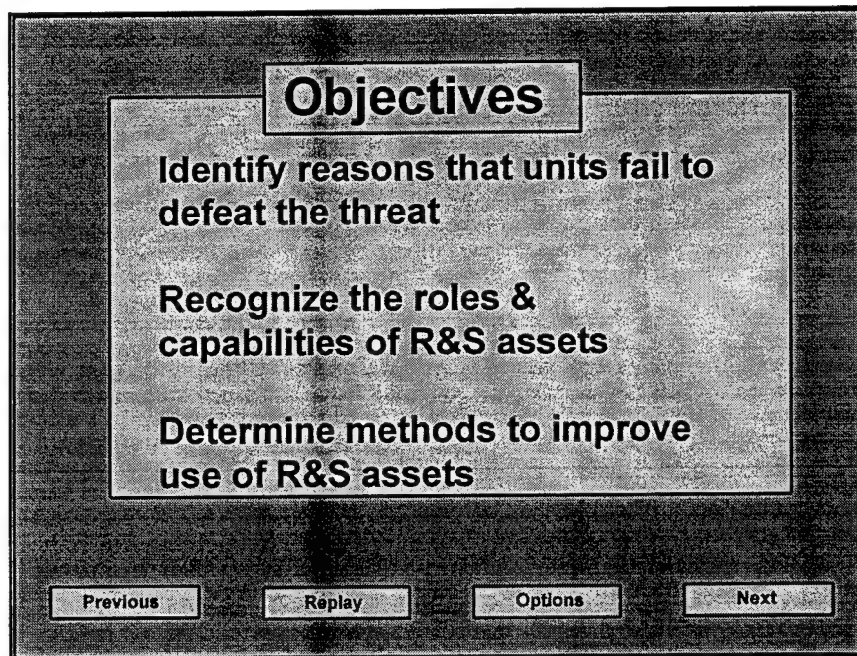 Objectives
Identify reasons that units fail to
defeat the threat
Recognize the roles &
capabilities of R&S assets
Determine methods to improve
use of R&S assets
Previous Replay Options Next